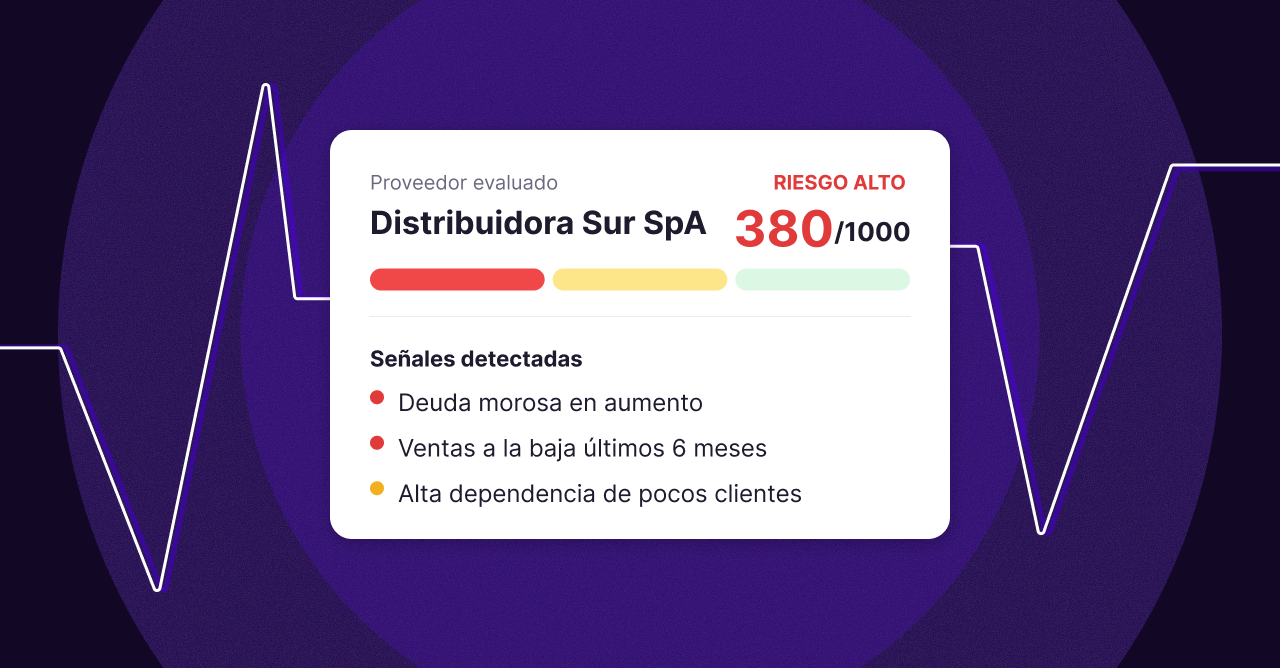 Proveedor evaluado
RIESGO ALTO
Distribuidora Sur SpA
380/1000
Señales detectadas
Deuda morosa en aumento
Ventas a la baja últimos 6 meses
Alta dependencia de pocos clientes